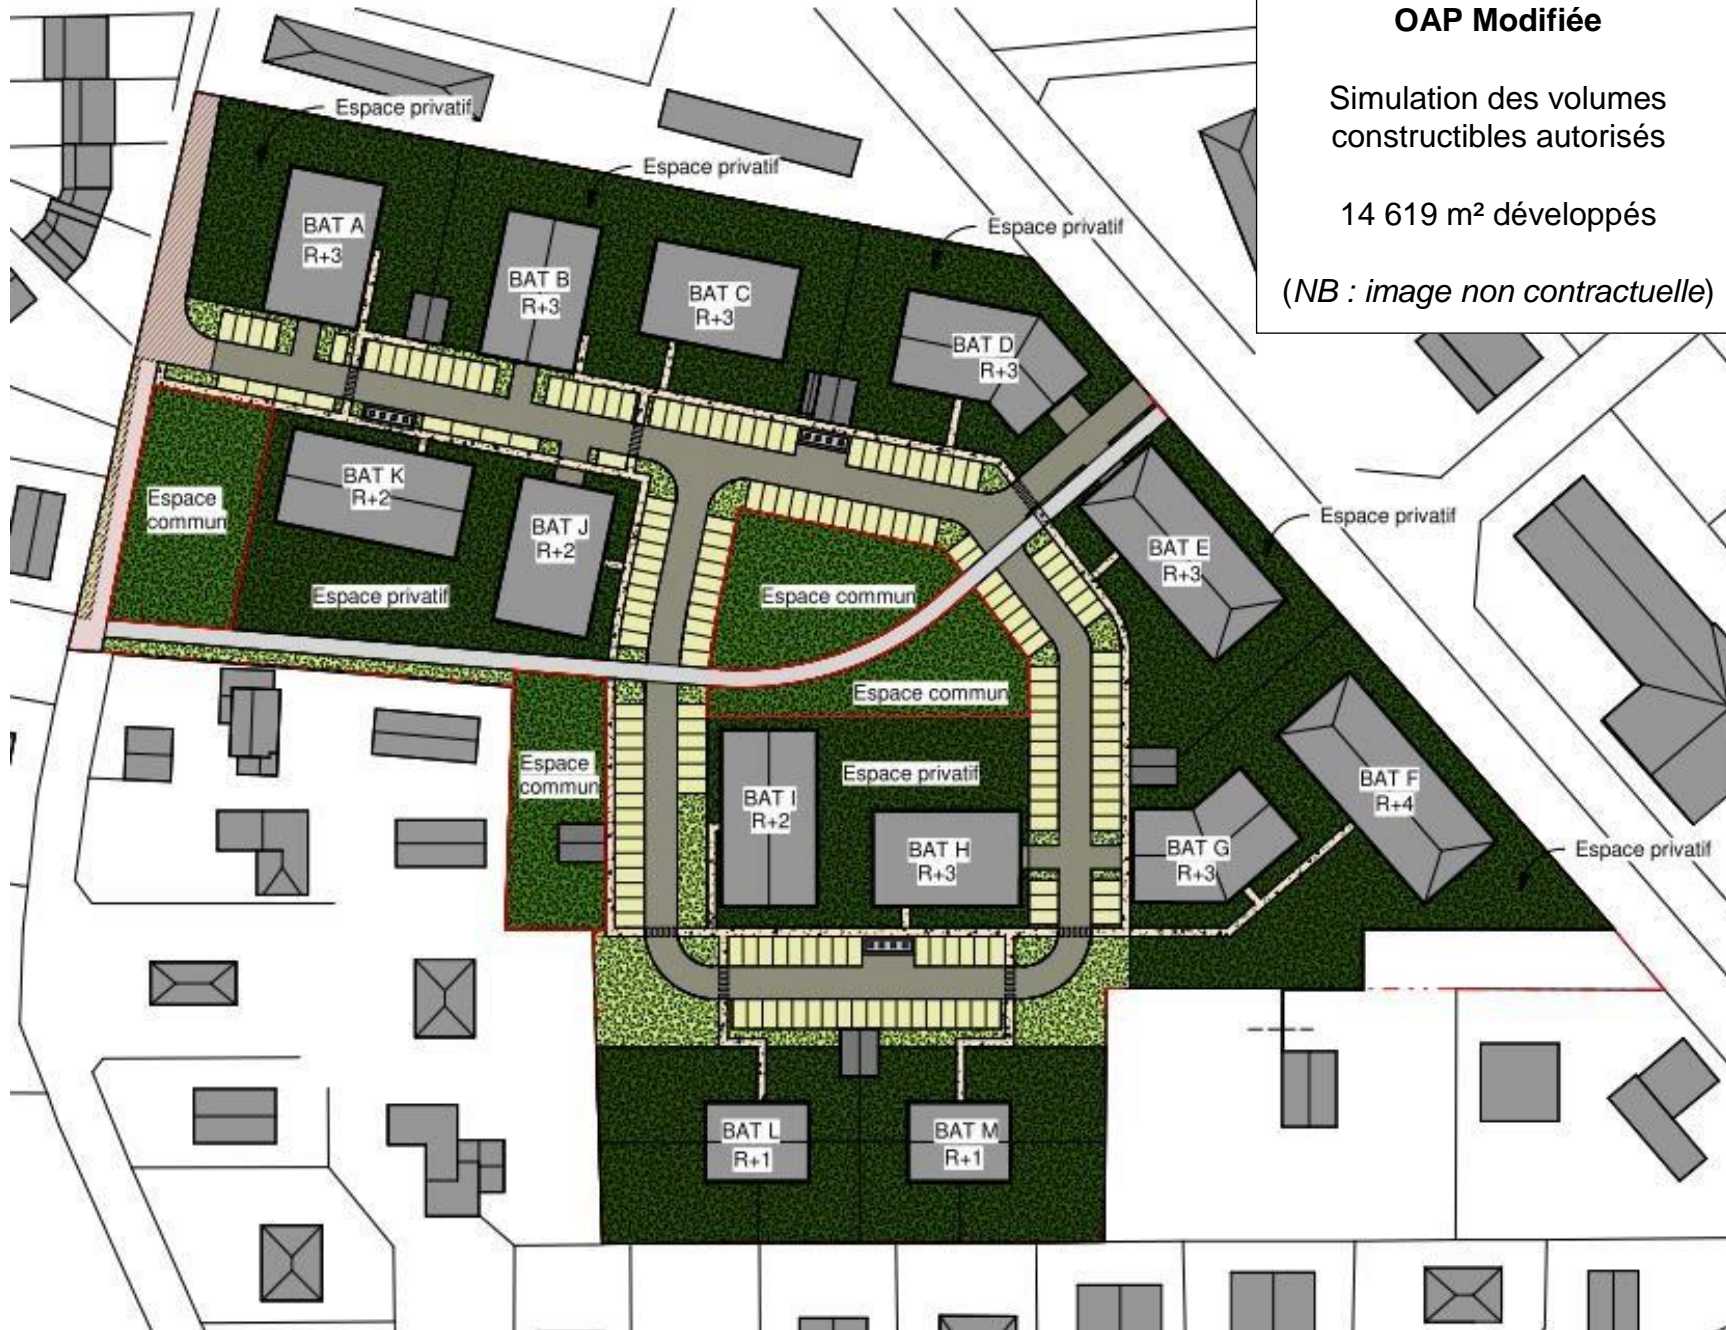 OAP Modifiée
Simulation des volumes
constructibles autorisés
14 619 m² développés
(NB : image non contractuelle)
Espace privatif
Espace privatif
Espace privatif
BAT A
R+3
BAT B
R+3
BAT C
R+3
BAT D
R+3
BAT K
R+2
Espace
commun
BAT J
R+2
Espace privatif
BAT E
R+3
Espace privatif
Espace commun
Espace privatif
Espace commun
Espace
commun
Espace privatif
BAT I
R+2
BAT H
R+3
BAT F
R+4
BAT G
R+3
Espace privatif
BAT L
R+1
BAT M
R+1